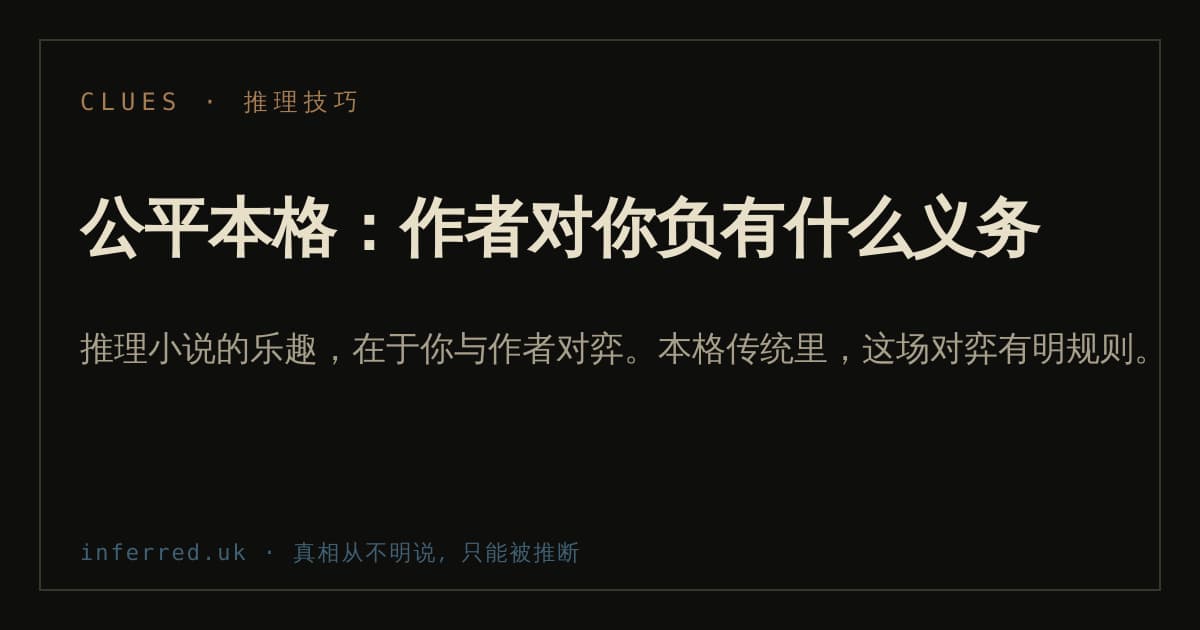 CLUES · 推理技巧
公平本格：作者对你负有什么义务
推理小说的乐趣，在于你与作者对弈。本格传统里，这场对弈有明规则。
inferred.uk · 真相从不明说，只能被推断